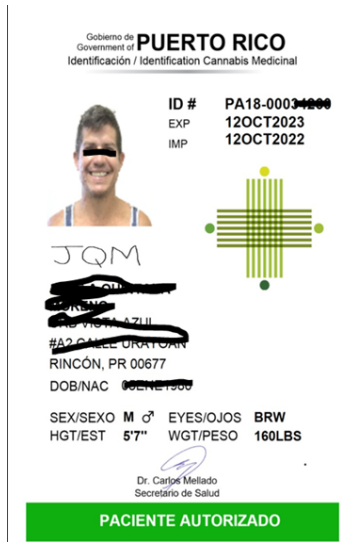 Gobierno de
Government of PUERTO RICO
Identificación / Identification Cannabis Medicinal
ID # PA18-0003
EXP 12OCT2023
IMP 12OCT2022
JQM
RINCÓN, PR 00677
DOB/NAC
SEX/SEXO M ♂ EYES/OJOS BRW
HGT/EST 5'7" WGT/PESO 160LBS
Dr. Carlos Mellado
Secretario de Salud
PACIENTE AUTORIZADO